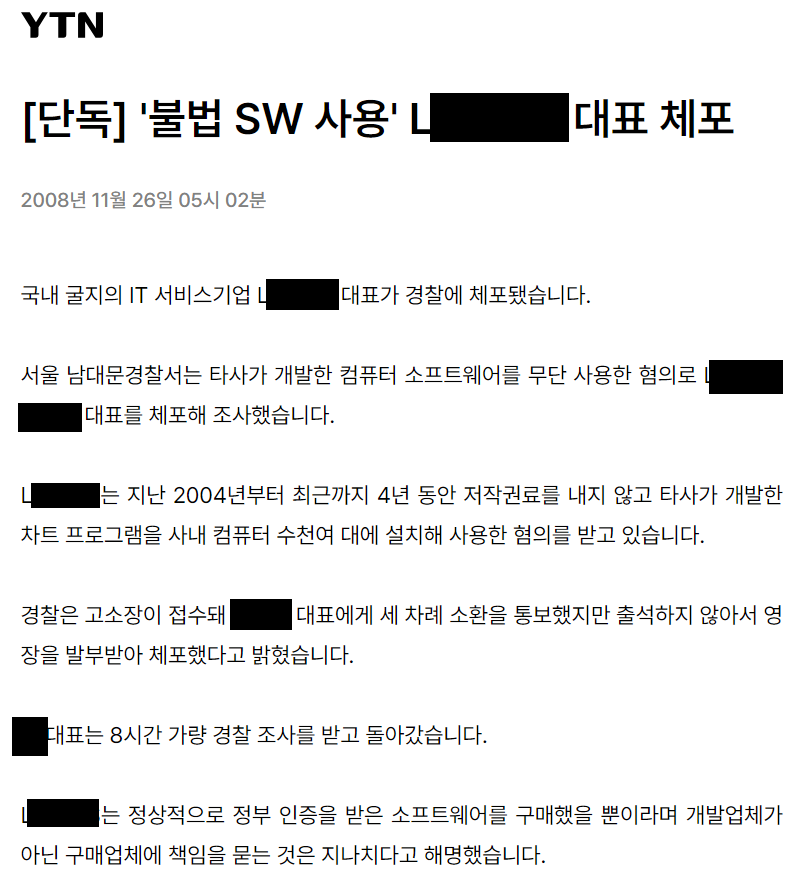 YTN
[단독] '불법 SW 사용' L 대표 체포
2008년 11월 26일 05시 02분
국내 굴지의 IT 서비스기업 L 대표가 경찰에 체포됐습니다.
서울 남대문경찰서는 타사가 개발한 컴퓨터 소프트웨어를 무단 사용한 혐의로 L
대표를 체포해 조사했습니다.
L 는 지난 2004년부터 최근까지 4년 동안 저작권료를 내지 않고 타사가 개발한
차트 프로그램을 사내 컴퓨터 수천여 대에 설치해 사용한 혐의를 받고 있습니다.
경찰은 고소장이 접수돼 대표에게 세 차례 소환을 통보했지만 출석하지 않아서 영
장을 발부받아 체포했다고 밝혔습니다.
대표는 8시간 가량 경찰 조사를 받고 돌아갔습니다.
L 는 정상적으로 정부 인증을 받은 소프트웨어를 구매했을 뿐이라며 개발업체가
아닌 구매업체에 책임을 묻는 것은 지나치다고 해명했습니다.